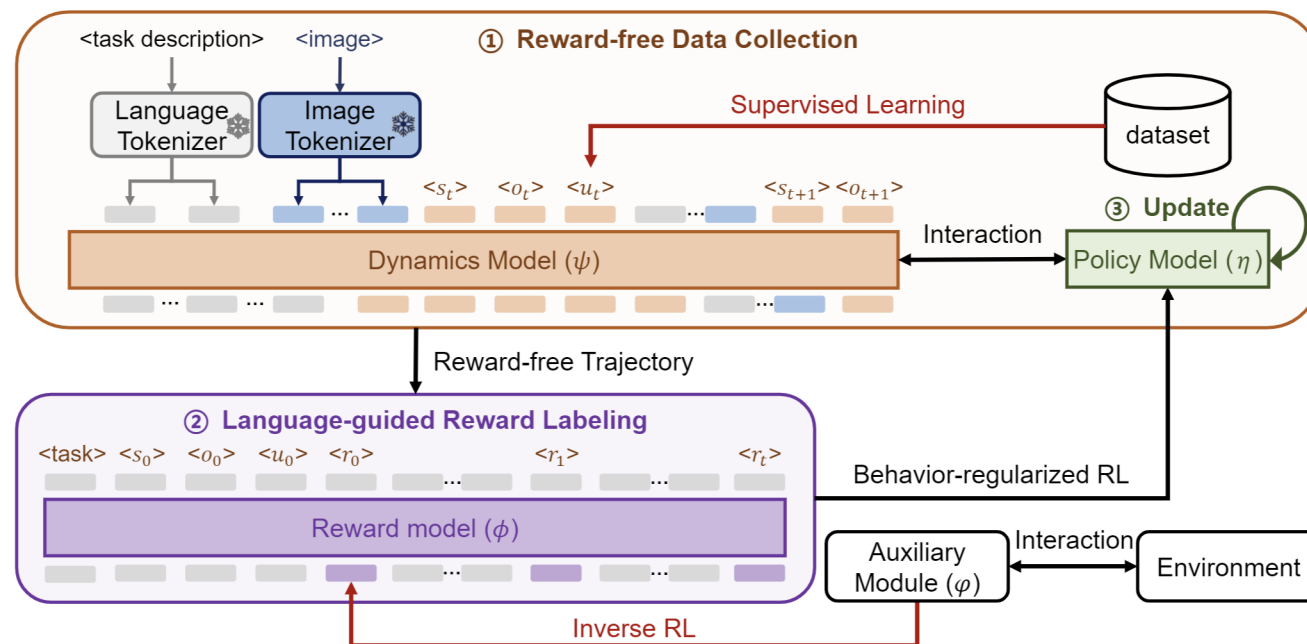 <task description>
<image>
① Reward-free Data Collection
Language
Tokenizer
Image
Tokenizer
Supervised Learning
dataset
...
<s_t>
<o_t>
<u_t>
...
<s_{t+1}>
<o_{t+1}>
③ Update
Dynamics Model (ψ)
Interaction
Policy Model (η)
...
...
...
Reward-free Trajectory
② Language-guided Reward Labeling
<task>
<s_0>
<o_0>
<u_0>
<r_0>
<r_1>
<r_t>
...
...
Reward model (ϕ)
...
...
Behavior-regularized RL
Auxiliary
Module (φ)
Interaction
Environment
Inverse RL